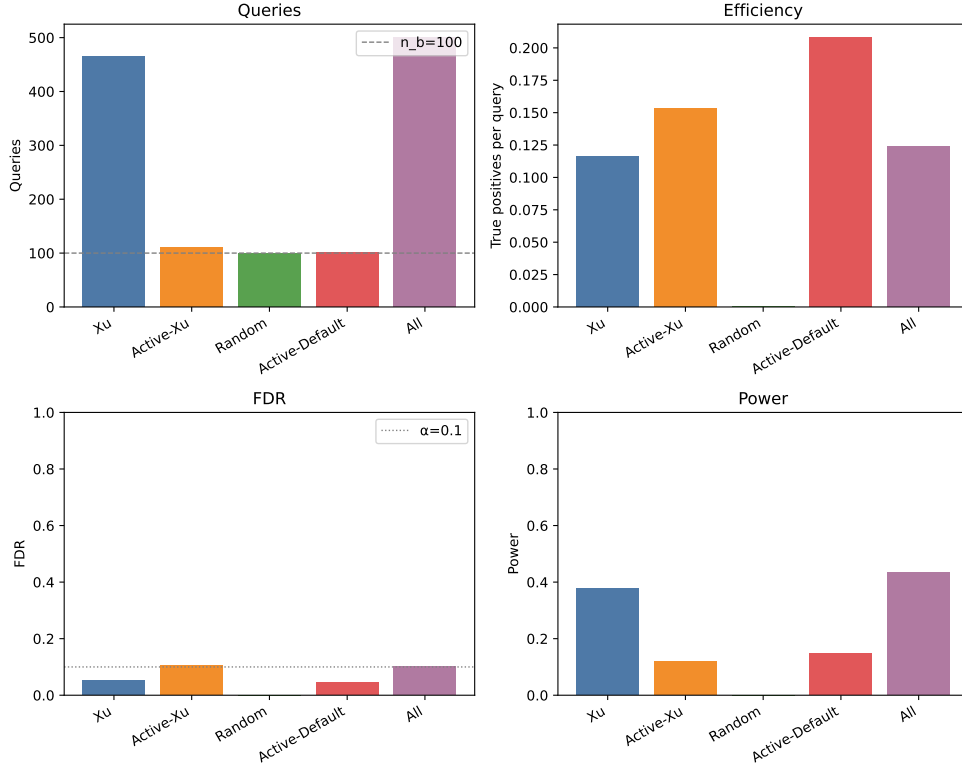 Queries
500
400
300
200
100
0
Queries
n_b=100
Xu
Active-Xu
Random
Active-Default
All
Efficiency
0.200
0.175
0.150
0.125
0.100
0.075
0.050
0.025
0.000
True positives per query
Xu
Active-Xu
Random
Active-Default
All
FDR
1.0
0.8
0.6
0.4
0.2
0.0
FDR
α=0.1
Xu
Active-Xu
Random
Active-Default
All
Power
1.0
0.8
0.6
0.4
0.2
0.0
Power
Xu
Active-Xu
Random
Active-Default
All